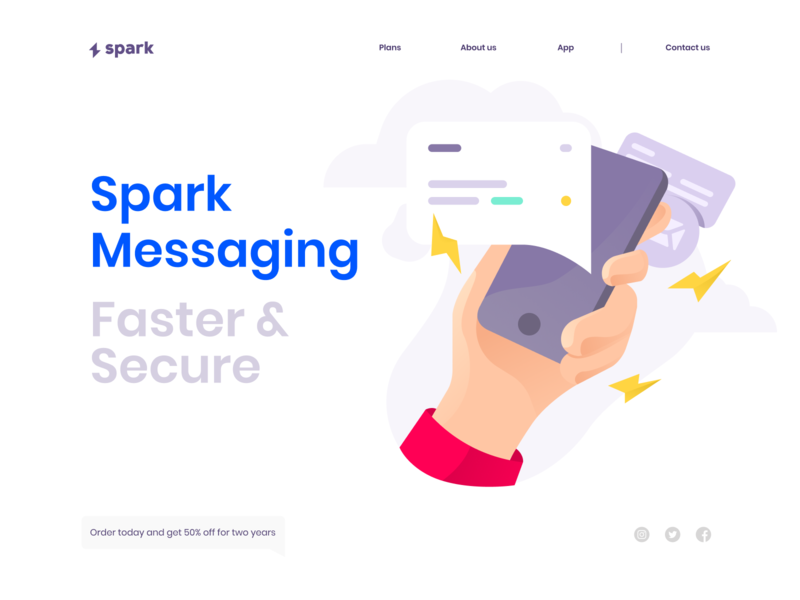 spark
Plans
About us
App
|
Contact us
Spark
Messaging
Faster &
Secure
Order today and get 50% off for two years